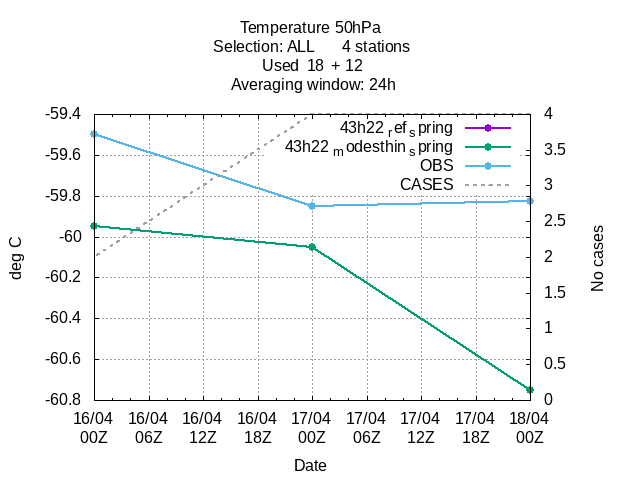 Temperature 50hPa
Selection: ALL 4 stations
Used 18 + 12
Averaging window: 24h
43h22 ref spring
43h22 modesthin spring
OBS
CASES
-59.4
-59.6
-59.8
-60
-60.2
-60.4
-60.6
-60.8
4
3.5
3
2.5
2
1.5
1
0.5
0
deg C
No cases
16/04 16/04 16/04 16/04 17/04 17/04 17/04 17/04 18/04
00Z 06Z 12Z 18Z 00Z 06Z 12Z 18Z 00Z
Date